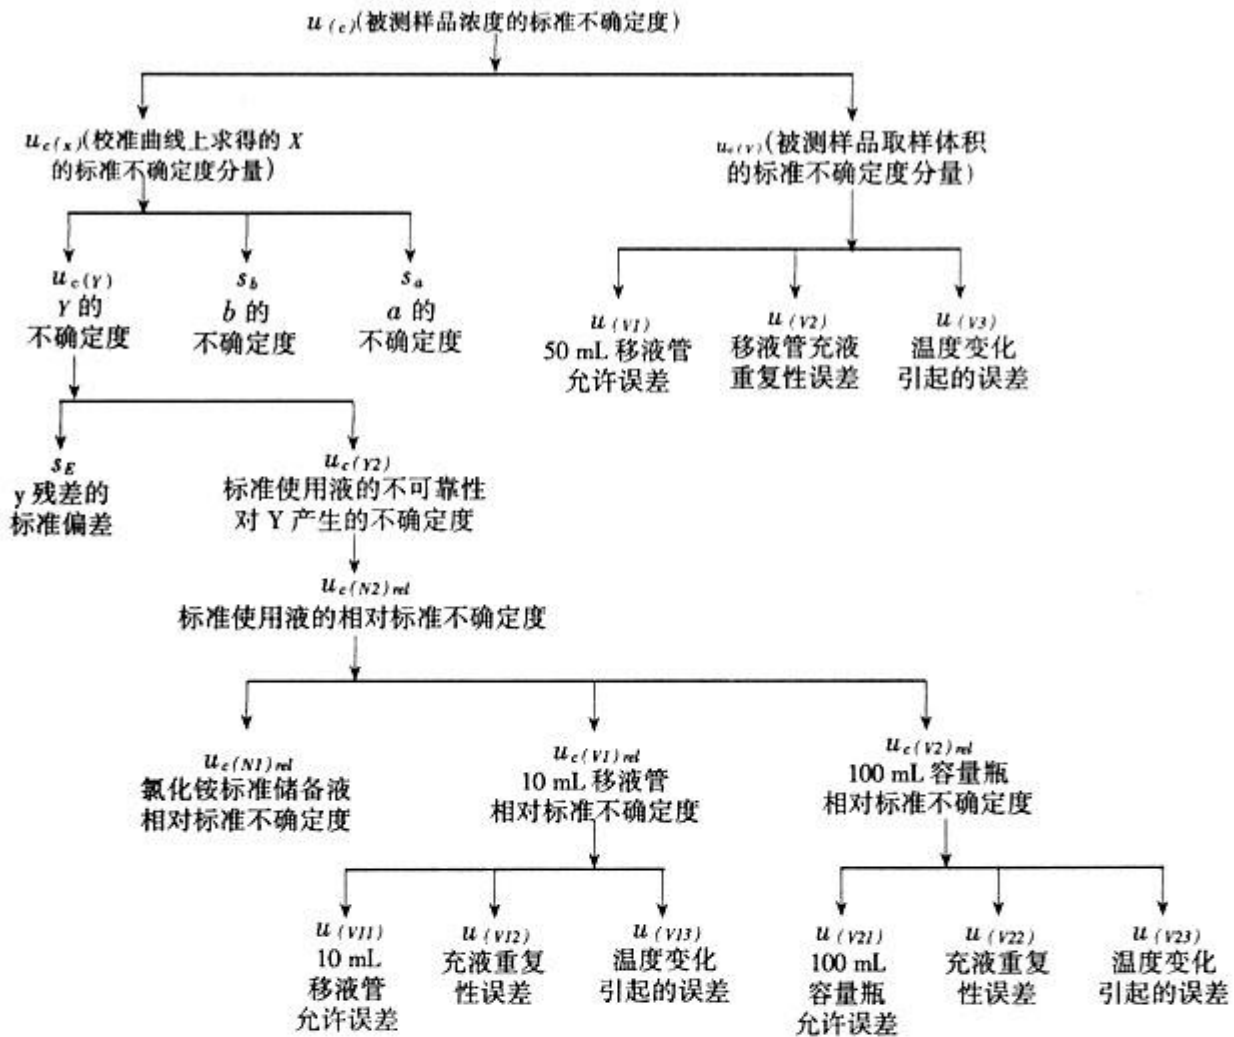 u (c)(被测样品浓度的标准不确定度)
uc(x)(校准曲线上求得的 X
的标准不确定度分量)
uc(V)(被测样品取样体积
的标准不确定度分量)
uc(Y)
Y 的
不确定度
sb
b 的
不确定度
sa
a 的
不确定度
u (V1)
50 mL 移液管
允许误差
u (V2)
移液管充液
重复性误差
u (V3)
温度变化
引起的误差
sE
y 残差的
标准偏差
uc(Y2)
标准使用液的不可靠性
对 Y 产生的不确定度
uc(N2)rel
标准使用液的相对标准不确定度
uc(N1)rel
氯化铵标准储备液
相对标准不确定度
uc(V1)rel
10 mL 移液管
相对标准不确定度
uc(V2)rel
100 mL 容量瓶
相对标准不确定度
u (V11)
10 mL
移液管
允许误差
u (V12)
充液重复
性误差
u (V13)
温度变化
引起的误差
u (V21)
100 mL
容量瓶
允许误差
u (V22)
充液重复
性误差
u (V23)
温度变化
引起的误差